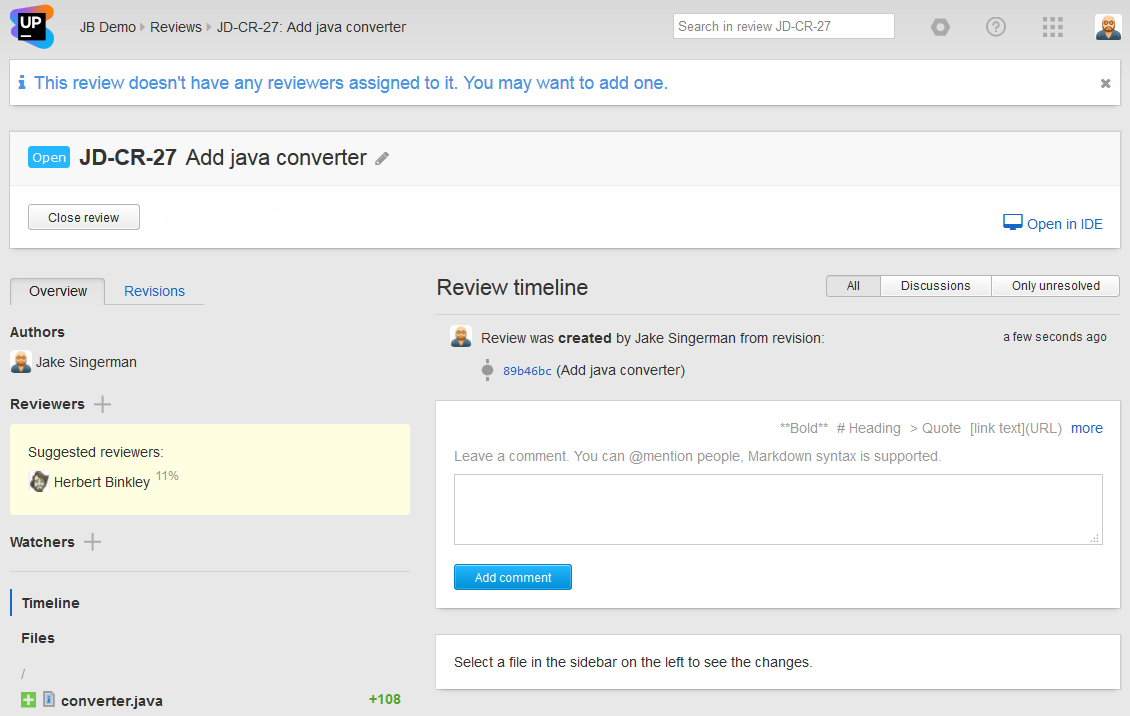 UP
JB Demo Reviews JD-CR-27: Add java converter
Search in review JD-CR-27
This review doesn't have any reviewers assigned to it. You may want to add one.
Open JD-CR-27 Add java converter
Close review
Open in IDE
Overview Revisions
Authors
Jake Singerman
Reviewers
Suggested reviewers:
Herbert Binkley 11%
Watchers
Timeline
Files
/
converter.java +108
Review timeline
All Discussions Only unresolved
Review was created by Jake Singerman from revision: a few seconds ago
89b46bc (Add java converter)
**Bold** # Heading > Quote [link text](URL) more
Leave a comment. You can @mention people, Markdown syntax is supported.
Add comment
Select a file in the sidebar on the left to see the changes.